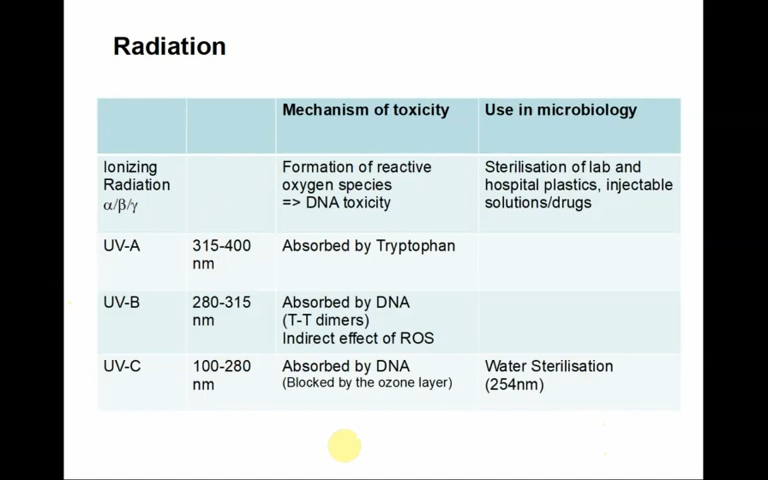 Radiation
Mechanism of toxicity
Use in microbiology
Ionizing
Radiation
α/β/γ
Formation of reactive
oxygen species
=> DNA toxicity
Sterilisation of lab and
hospital plastics, injectable
solutions/drugs
UV-A
315-400
nm
Absorbed by Tryptophan
UV-B
280-315
nm
Absorbed by DNA
(T-T dimers)
Indirect effect of ROS
UV-C
100-280
nm
Absorbed by DNA
(Blocked by the ozone layer)
Water Sterilisation
(254nm)